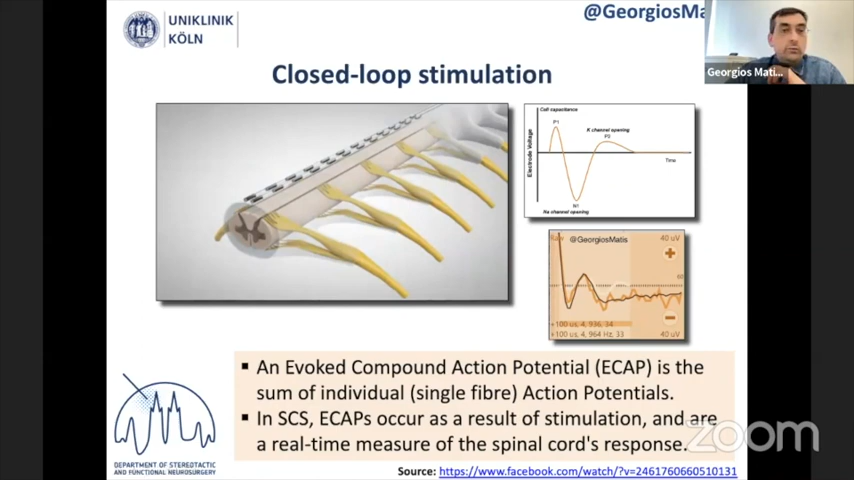 UNIKLINIK
KÖLN
@GeorgiosMa
Georgios Mati...
Closed-loop stimulation
Cell capacitance
P1
K channel opening
P2
Electrode Voltage
Time
N1
Na channel opening
Raw
@GeorgiosMatis
40 uV
+
60
+100 us, 4, 936, 34
+100 us, 4, 964 Hz, 33
40 uV
▪ An Evoked Compound Action Potential (ECAP) is the
sum of individual (single fibre) Action Potentials.
▪ In SCS, ECAPs occur as a result of stimulation, and are
a real-time measure of the spinal cord's response.
zoom
DEPARTMENT OF STEREOTACTIC
AND FUNCTIONAL NEUROSURGERY
Source: https://www.facebook.com/watch/?v=2461760660510131